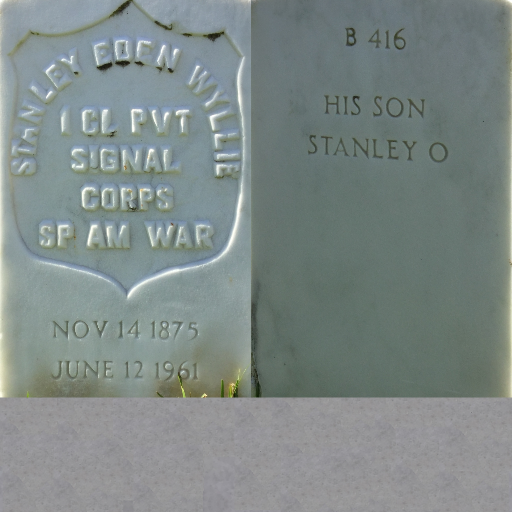 STANLEY EDEN WYLLIE
1 CL PVT
SIGNAL
CORPS
SP AM WAR
NOV 14 1875
JUNE 12 1961
B 416
HIS SON
STANLEY O